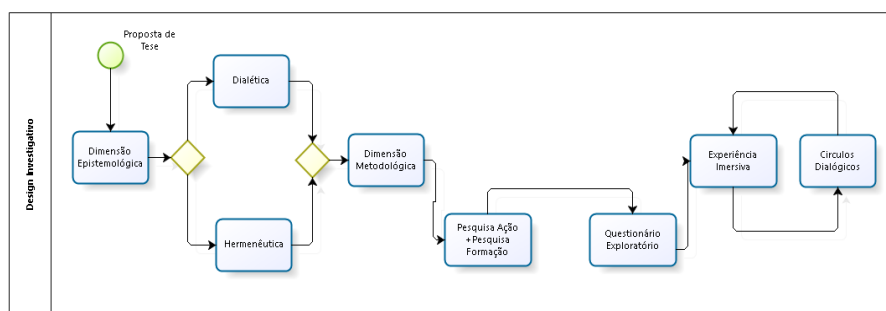 Design Investigativo
Proposta de
Tese
Dimensão
Epistemológica
Dialética
Hermenêutica
Dimensão
Metodológica
Pesquisa Ação
+Pesquisa
Formação
Questionário
Exploratório
Experiência
Imersiva
Circulos
Dialógicos